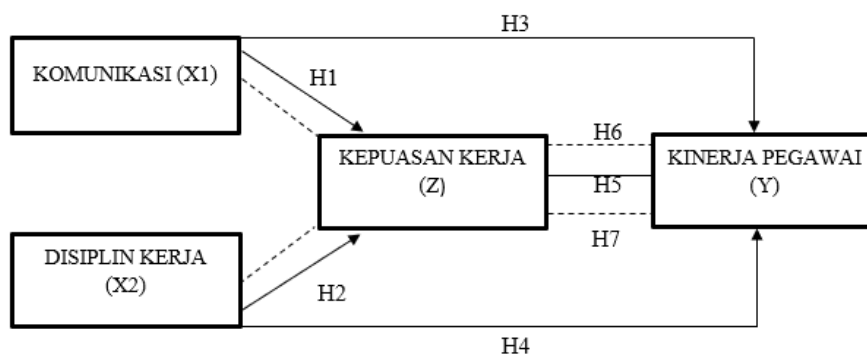 H3
KOMUNIKASI (X1)
H1
H6
KEPUASAN KERJA
(Z)
KINERJA PEGAWAI
(Y)
H5
H7
DISIPLIN KERJA
(X2)
H2
H4